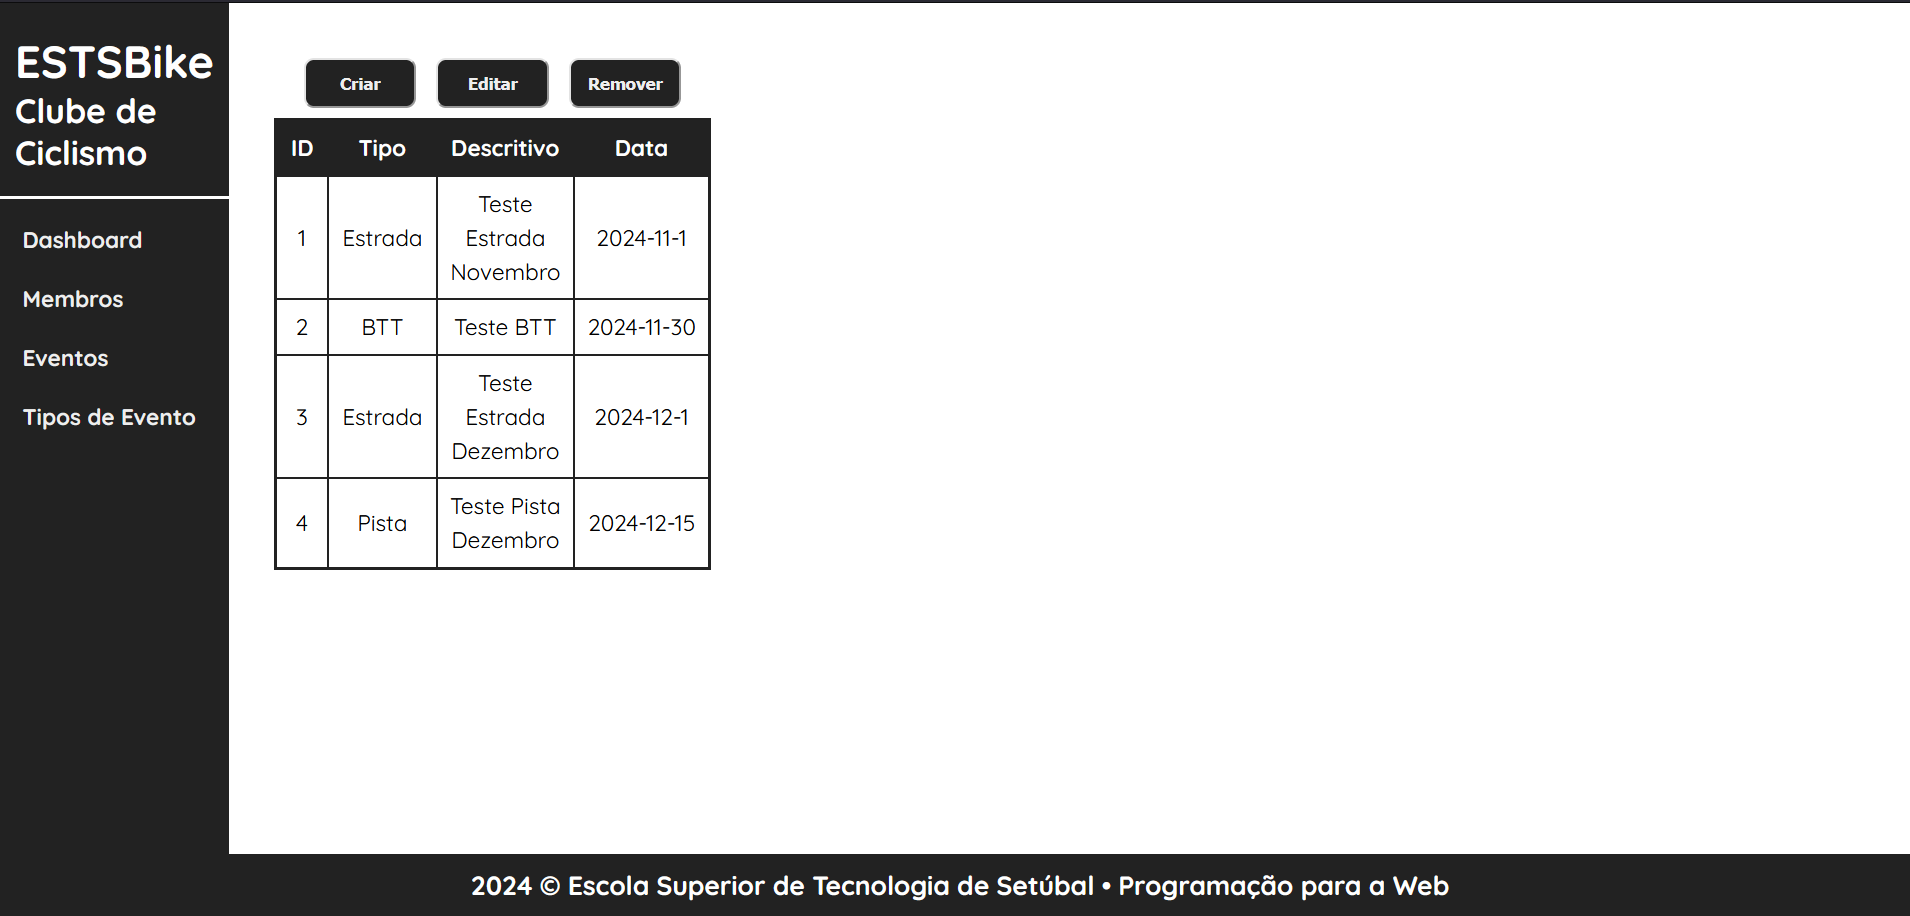 ESTSBike
Clube de
Ciclismo
Dashboard
Membros
Eventos
Tipos de Evento
Criar Editar Remover
ID Tipo Descritivo Data
1 Estrada Teste Estrada Novembro 2024-11-1
2 BTT Teste BTT 2024-11-30
3 Estrada Teste Estrada Dezembro 2024-12-1
4 Pista Teste Pista Dezembro 2024-12-15
2024 © Escola Superior de Tecnologia de Setúbal • Programação para a Web